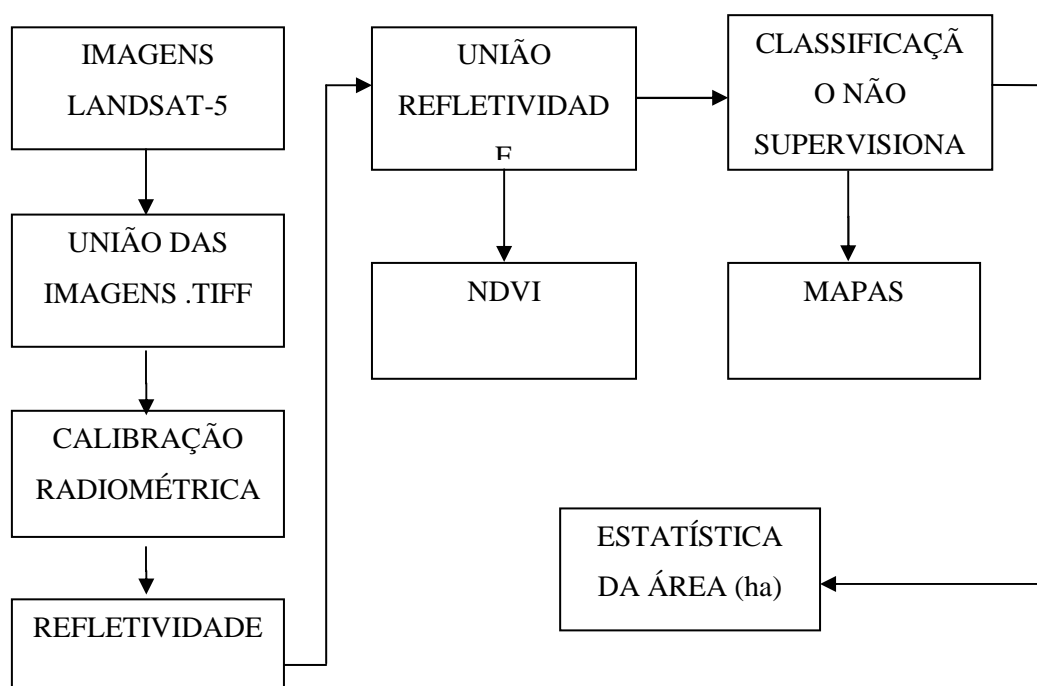 IMAGENS
LANDSAT-5
UNIÃO DAS
IMAGENS .TIFF
CALIBRAÇÃO
RADIOMÉTRICA
REFLETIVIDADE
UNIÃO
REFLETIVIDAD
E
NDVI
CLASSIFICAÇÃ
O NÃO
SUPERVISIONA
MAPAS
ESTATÍSTICA
DA ÁREA (ha)